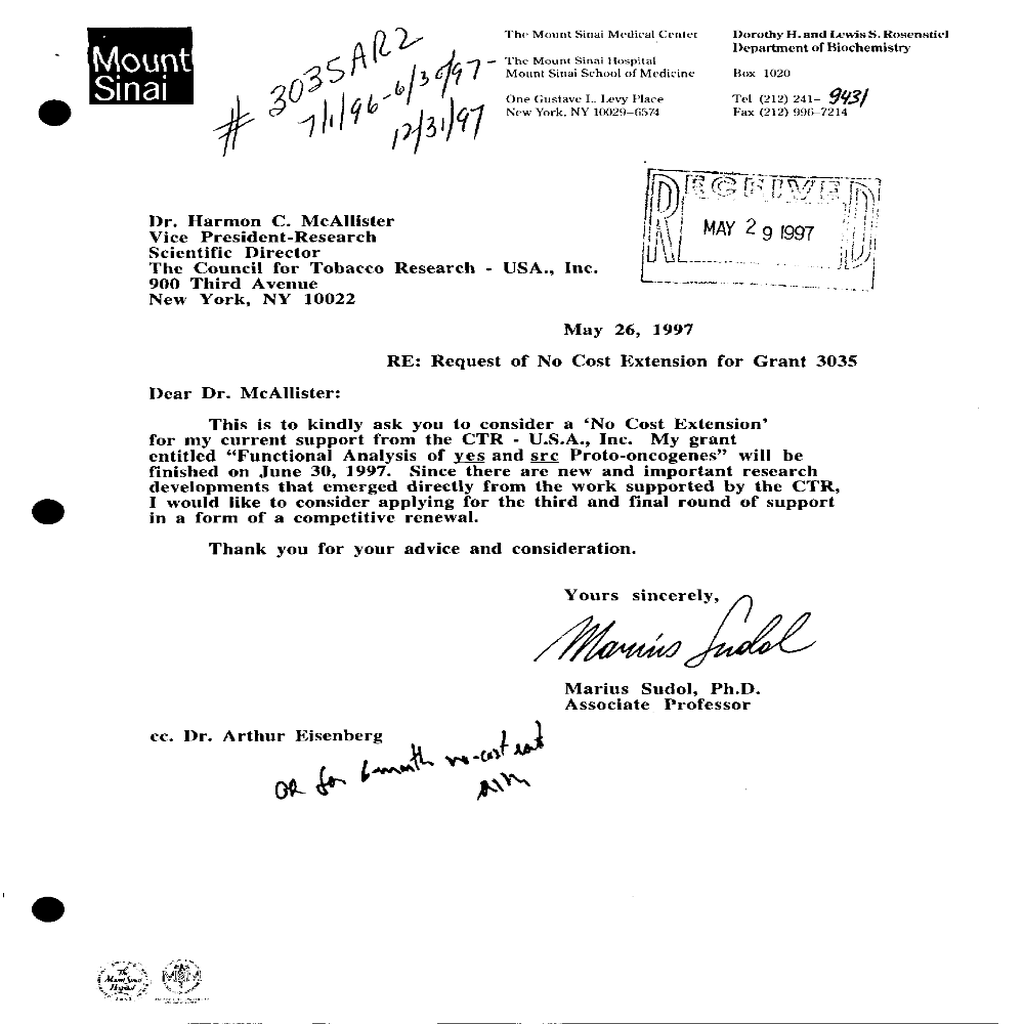 Mount
Sinai
# 3035AR2
7/1/96-6/30/97-
12/31/97
The Mount Sinai Medical Center
The Mount Sinai Hospital
Mount Sinai School of Medicine
One Gustave L. Levy Place
New York, NY 10029-6574
Dorothy H. and Lewis S. Rosenstiel
Department of Biochemistry
Box 1020
Tel (212) 241- 9431
Fax (212) 996-7214
RECEIVED
MAY 29 1997
Dr. Harmon C. McAllister
Vice President-Research
Scientific Director
The Council for Tobacco Research - USA., Inc.
900 Third Avenue
New York, NY 10022
May 26, 1997
RE: Request of No Cost Extension for Grant 3035
Dear Dr. McAllister:
This is to kindly ask you to consider a ‘No Cost Extension’
for my current support from the CTR - U.S.A., Inc. My grant
entitled “Functional Analysis of yes and src Proto-oncogenes” will be
finished on June 30, 1997. Since there are new and important research
developments that emerged directly from the work supported by the CTR,
I would like to consider applying for the third and final round of support
in a form of a competitive renewal.
Thank you for your advice and consideration.
Yours sincerely,
Marius Sudol
Marius Sudol, Ph.D.
Associate Professor
cc. Dr. Arthur Eisenberg
OR for 6-month no-cost ext
The
Mount Sinai
Hospital